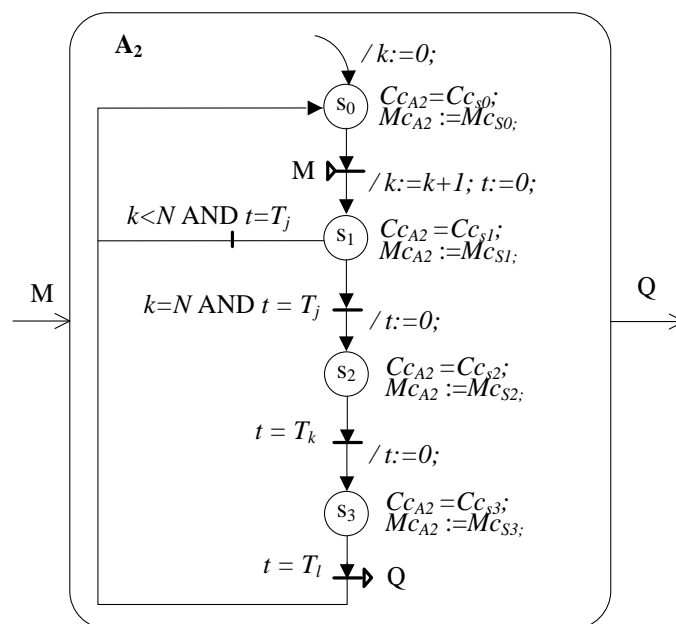 A₂
/ k:=0;
s₀
Cc_A2=Cc_s0;
Mc_A2 :=Mc_S0;
M
/ k:=k+1; t:=0;
k<N AND t=T_j
s₁
Cc_A2 =Cc_s1;
Mc_A2 :=Mc_S1;
M
Q
k=N AND t = T_j
/ t:=0;
s₂
Cc_A2 =Cc_s2;
Mc_A2 :=Mc_S2;
t = T_k
/ t:=0;
s₃
Cc_A2 =Cc_s3;
Mc_A2 :=Mc_S3;
t = T_l
Q